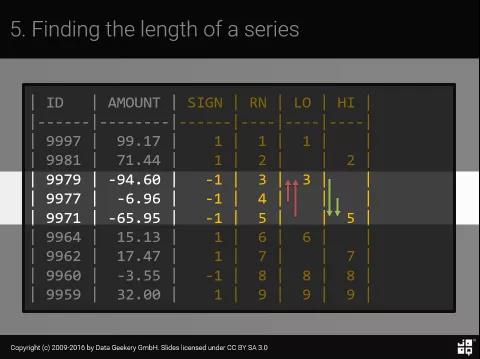 5. Finding the length of a series
| ID | AMOUNT | SIGN | RN | LO | HI |
|------|--------|------|----|----|----|
| 9997 | 99.17 | 1 | 1 | 1 | |
| 9981 | 71.44 | 1 | 2 | | 2 |
| 9979 | -94.60 | -1 | 3 | 3 | |
| 9977 | -6.96 | -1 | 4 | | |
| 9971 | -65.95 | -1 | 5 | | 5 |
| 9964 | 15.13 | 1 | 6 | 6 | |
| 9962 | 17.47 | 1 | 7 | | 7 |
| 9960 | -3.55 | -1 | 8 | 8 | 8 |
| 9959 | 32.00 | 1 | 9 | 9 | 9 |
Copyright (c) 2009-2016 by Data Geekery GmbH. Slides licensed under CC BY SA 3.0